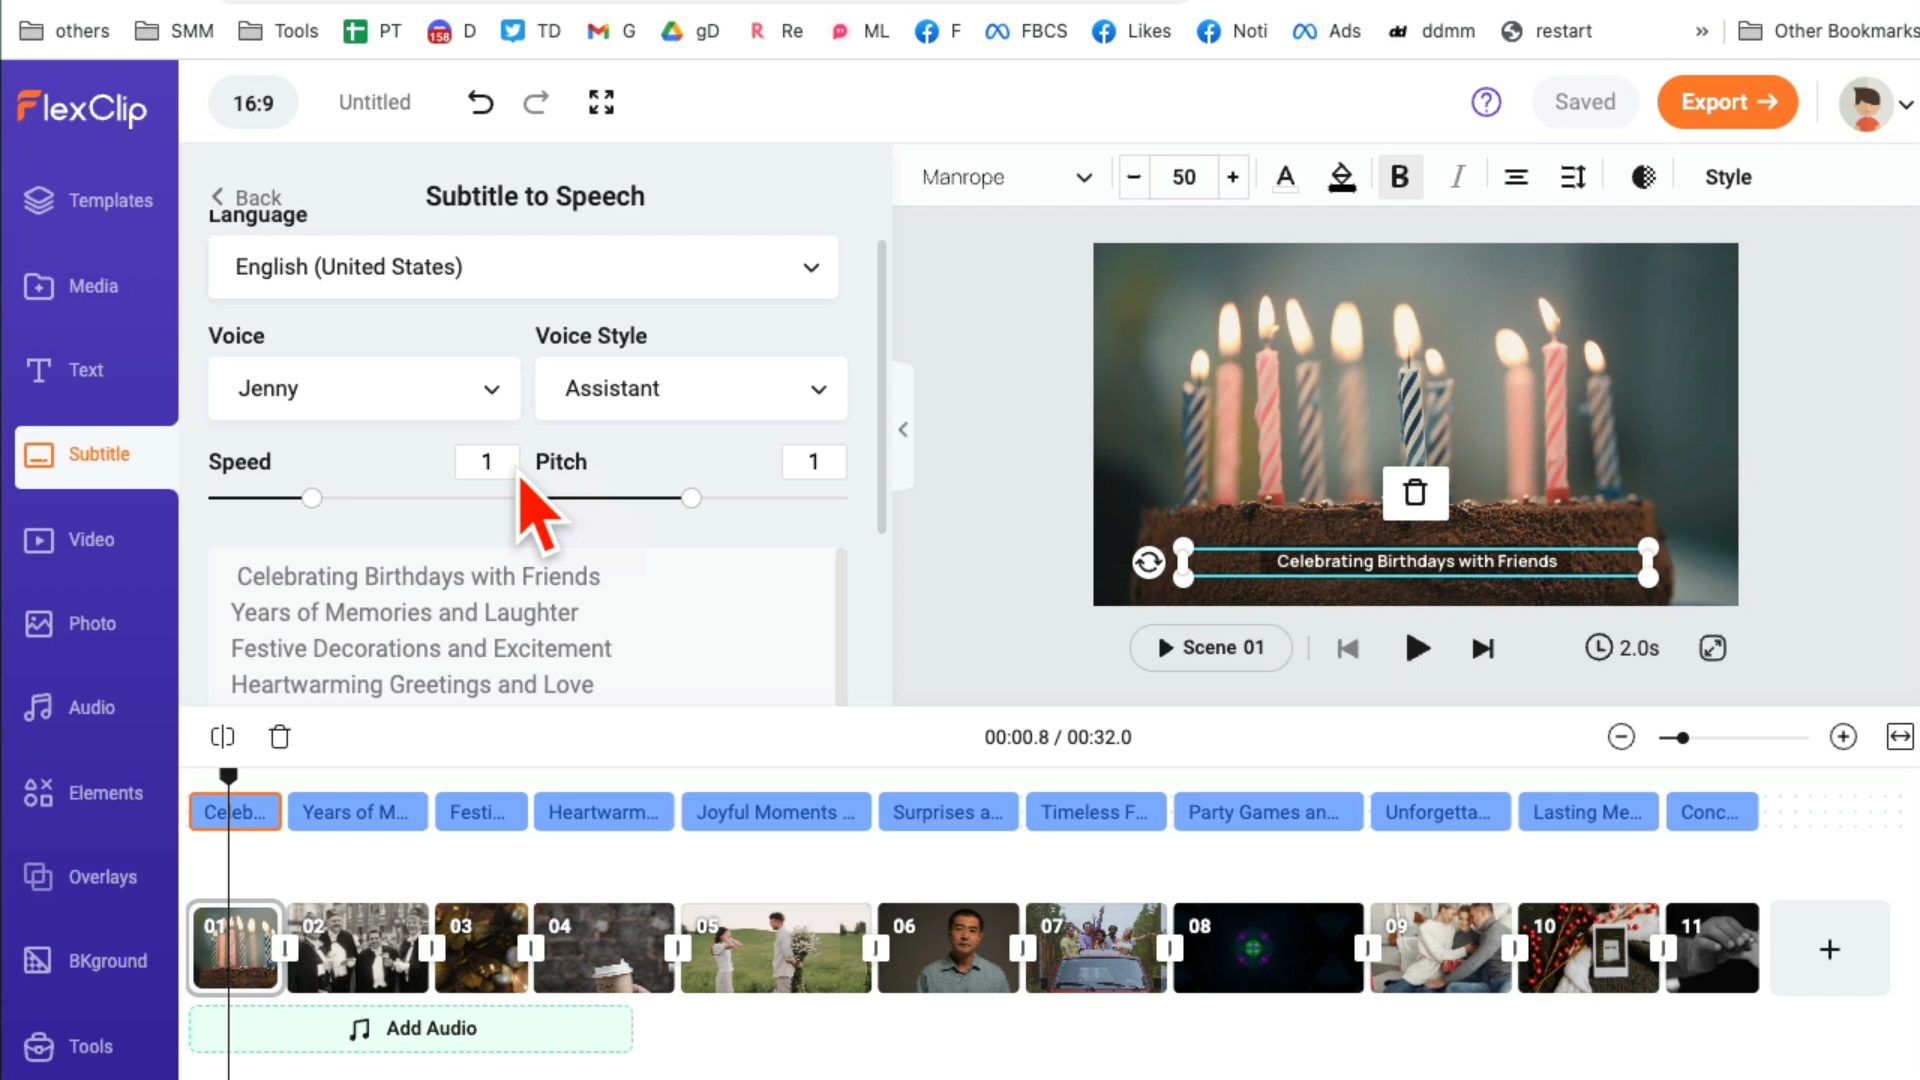 others
SMM
Tools
PT
158
D
TD
G
gD
R
Re
ML
F
FBCS
Likes
Noti
Ads
dd
ddmm
restart
»
Other Bookmarks
FlexClip
16:9
Untitled
Saved
Export →
Templates
Media
Text
Subtitle
Video
Photo
Audio
Elements
Overlays
BKground
Tools
Back
Subtitle to Speech
Language
English (United States)
Voice
Voice Style
Jenny
Assistant
Speed
1
Pitch
1
Celebrating Birthdays with Friends
Years of Memories and Laughter
Festive Decorations and Excitement
Heartwarming Greetings and Love
Manrope
− 50 +
A
B
I
Style
Celebrating Birthdays with Friends
Scene 01
2.0s
00:00.8 / 00:32.0
Celeb...
Years of M...
Festi...
Heartwarm...
Joyful Moments ...
Surprises a...
Timeless F...
Party Games an...
Unforgetta...
Lasting Me...
Conc...
01
02
03
04
05
06
07
08
09
10
11
+
Add Audio